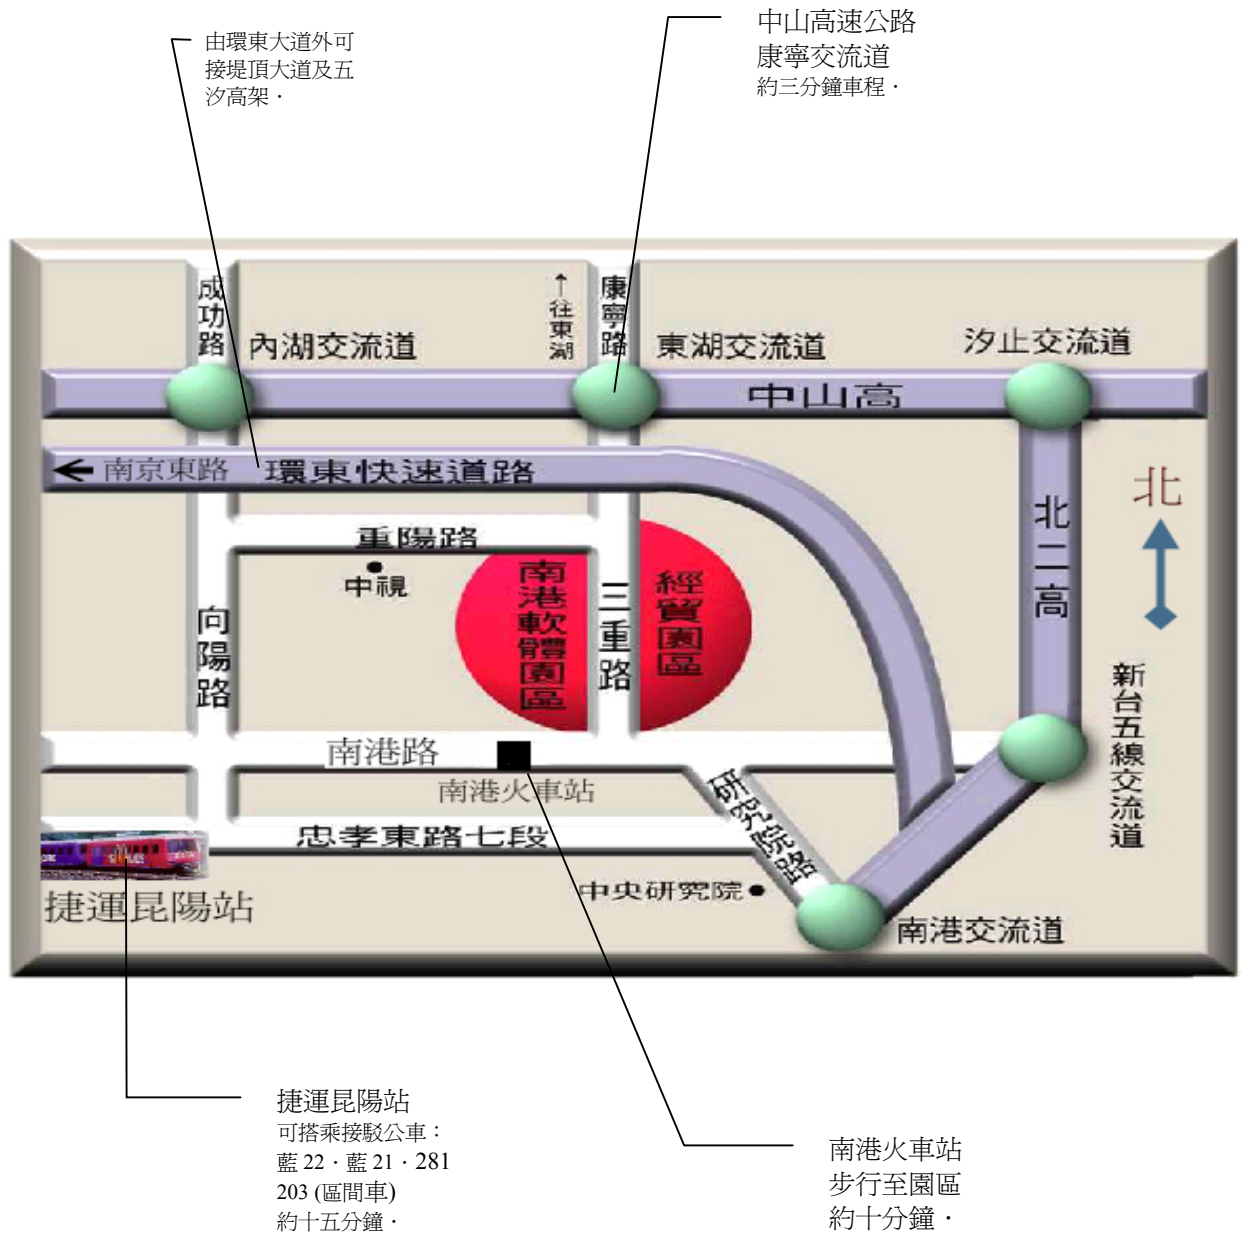 由環東大道外可
接堤頂大道及五
汐高架．
中山高速公路
康寧交流道
約三分鐘車程．
成功路
內湖交流道
↑往東湖
康寧路
東湖交流道
汐止交流道
中山高
← 南京東路
環東快速道路
北二高
北
重陽路
中視
南港軟體園區
三重路
經貿園區
向陽路
新台五線交流道
南港路
南港火車站
研究院路
忠孝東路七段
捷運昆陽站
中央研究院
南港交流道
捷運昆陽站
可搭乘接駁公車：
藍 22．藍 21．281
203 (區間車)
約十五分鐘．
南港火車站
步行至園區
約十分鐘．